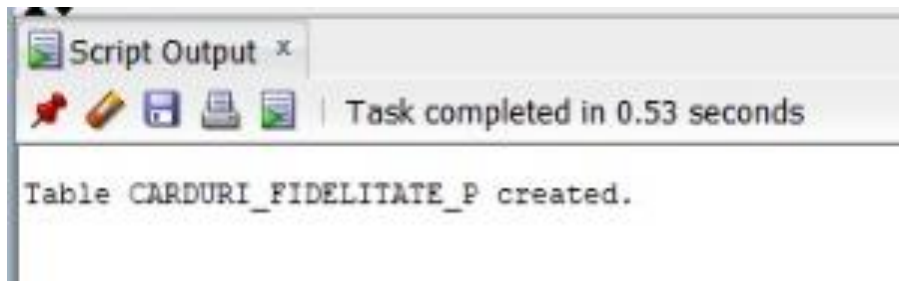 Script Output x
Task completed in 0.53 seconds
Table CARDURI_FIDELITATE_P created.